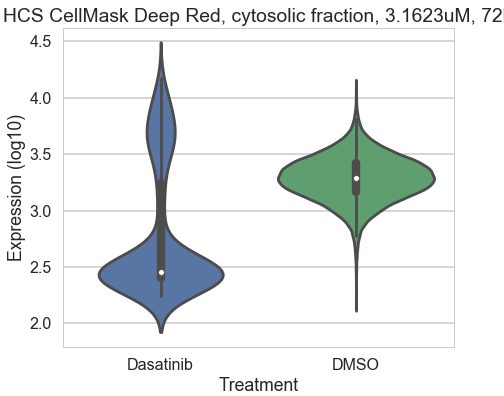 HCS CellMask Deep Red, cytosolic fraction, 3.1623uM, 72
4.5
4.0
3.5
3.0
2.5
2.0
Expression (log10)
Dasatinib
DMSO
Treatment